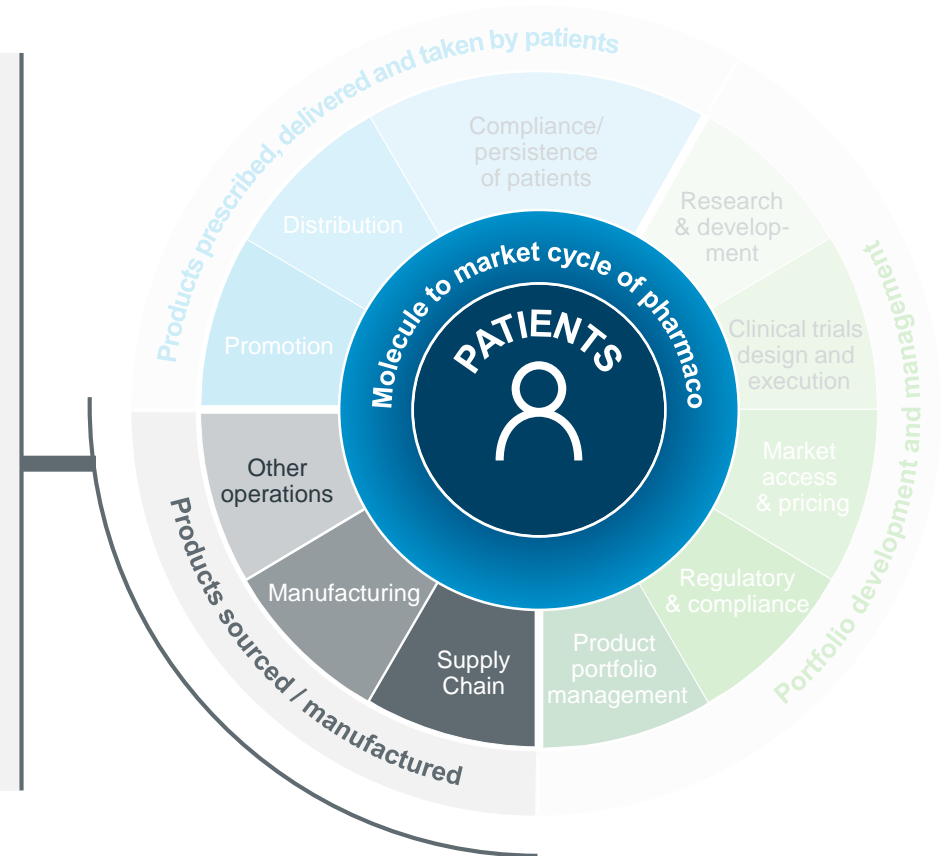 Products prescribed, delivered and taken by patients
Compliance/
persistence
of patients
Distribution
Promotion
Research
& develop-
ment
Clinical trials
design and
execution
Market
access
& pricing
Regulatory
& compliance
Product
portfolio
management
Portfolio development and management
Molecule to market cycle of pharmaco
PATIENTS
Other
operations
Manufacturing
Supply
Chain
Products sourced / manufactured